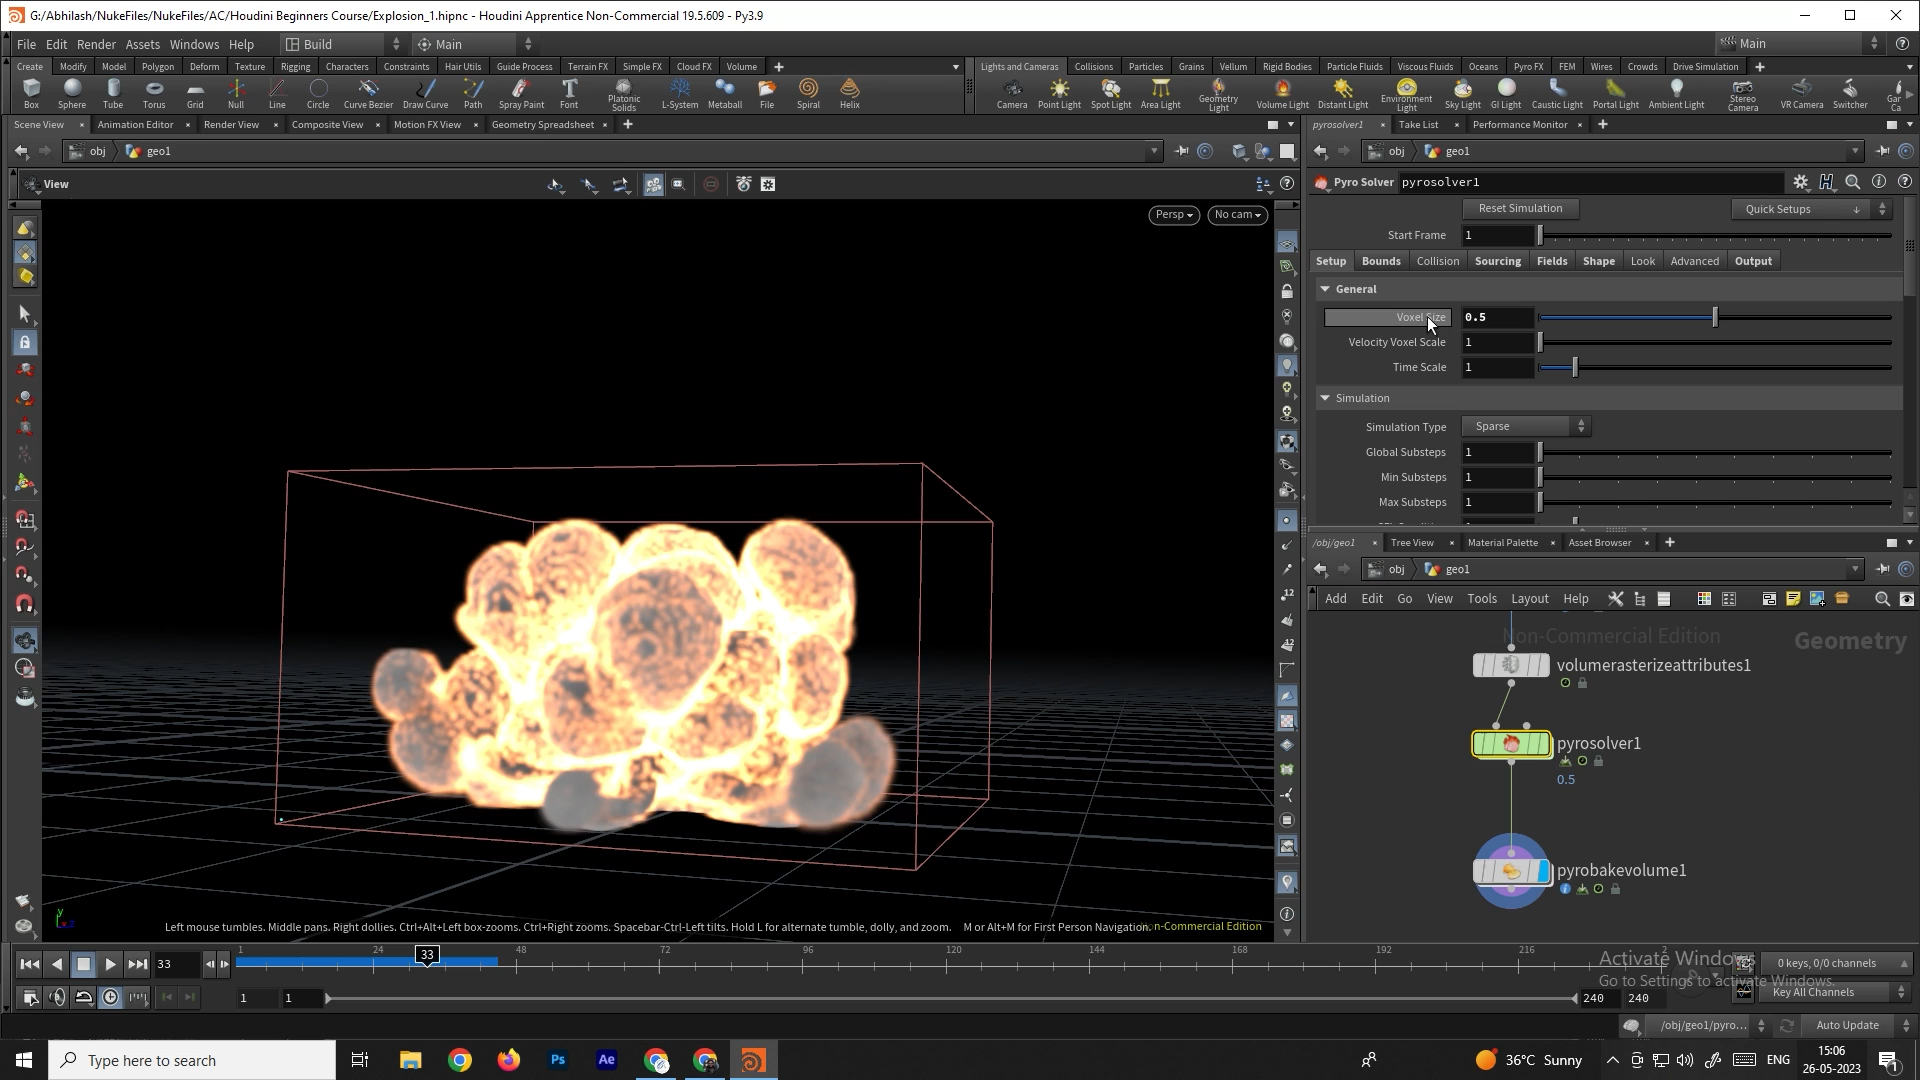 G:/Abhilash/NukeFiles/NukeFiles/AC/Houdini Beginners Course/Explosion_1.hipnc - Houdini Apprentice Non-Commercial 19.5.609 - Py3.9
File Edit Render Assets Windows Help Build Main Main
Create Modify Model Polygon Deform Texture Rigging Characters Constraints Hair Utils Guide Process Terrain FX Simple FX Cloud FX Volume
Lights and Cameras Collisions Particles Grains Vellum Rigid Bodies Particle Fluids Viscous Fluids Oceans Pyro FX FEM Wires Crowds Drive Simulation
Box Sphere Tube Torus Grid Null Line Circle Curve Bezier Draw Curve Path Spray Paint Font Platonic Solids L-System Metaball File Spiral Helix
Camera Point Light Spot Light Area Light Geometry Light Volume Light Distant Light Environment Light Sky Light GI Light Caustic Light Portal Light Ambient Light Stereo Camera VR Camera Switcher Gar Ca
Scene View Animation Editor Render View Composite View Motion FX View Geometry Spreadsheet
obj geo1
View
Persp No cam
Left mouse tumbles. Middle pans. Right dollies. Ctrl+Alt+Left box-zooms. Ctrl+Right zooms. Spacebar-Ctrl-Left tilts. Hold L for alternate tumble, dolly, and zoom. M or Alt+M for First Person Navigation.
n-Commercial Edition
pyrosolver1 Take List Performance Monitor
obj geo1
Pyro Solver pyrosolver1
Reset Simulation Quick Setups
Start Frame 1
Setup Bounds Collision Sourcing Fields Shape Look Advanced Output
General
Voxel Size 0.5
Velocity Voxel Scale 1
Time Scale 1
Simulation
Simulation Type Sparse
Global Substeps 1
Min Substeps 1
Max Substeps 1
/obj/geo1 Tree View Material Palette Asset Browser
obj geo1
Add Edit Go View Tools Layout Help
Non-Commercial Edition
Geometry
volumerasterizeattributes1
pyrosolver1
0.5
pyrobakevolume1
33 1 24 33 48 72 96 120 144 168 192 216 2
1 1 240 240
Activate Windows
Go to Settings to activate Windows.
0 keys, 0/0 channels
Key All Channels
/obj/geo1/pyro... Auto Update
Type here to search
Ps Ae
36°C Sunny
ENG
15:06
26-05-2023
1